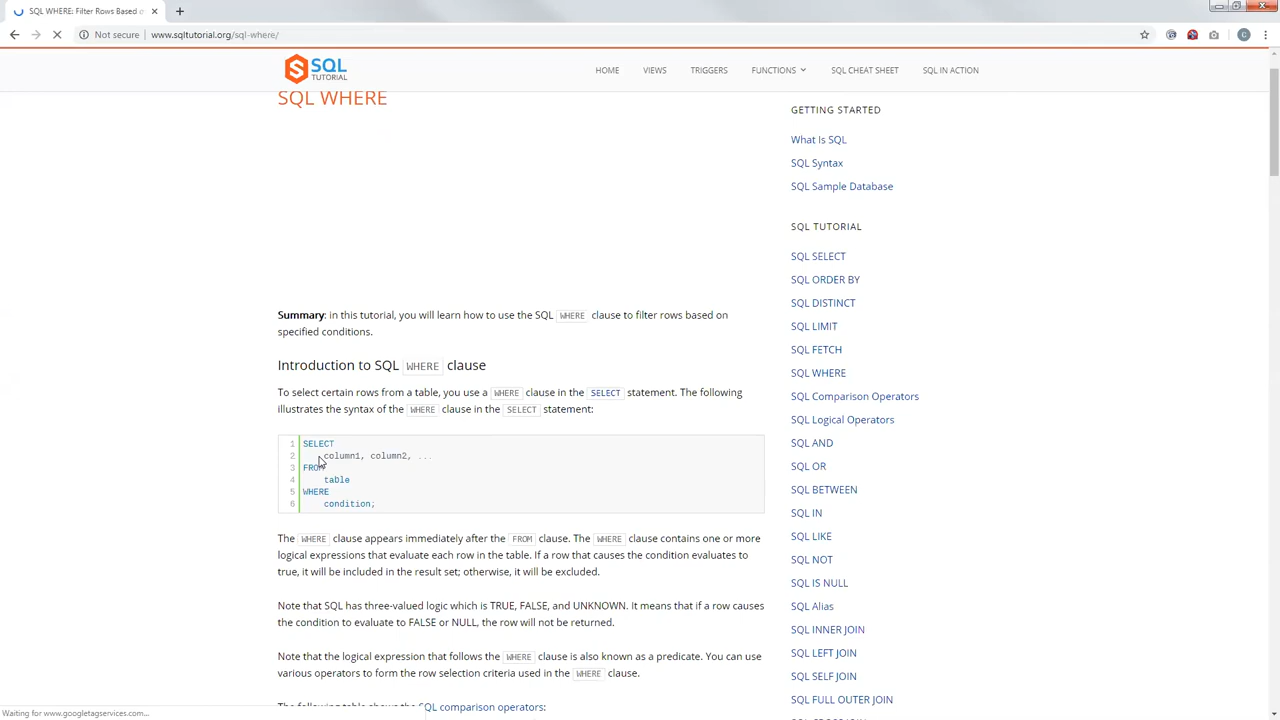 SQL WHERE: Filter Rows Based o
Not secure
www.sqltutorial.org/sql-where/
SQL
TUTORIAL
HOME
VIEWS
TRIGGERS
FUNCTIONS
SQL CHEAT SHEET
SQL IN ACTION
SQL WHERE
Summary: in this tutorial, you will learn how to use the SQL WHERE clause to filter rows based on
specified conditions.
Introduction to SQL WHERE clause
To select certain rows from a table, you use a WHERE clause in the SELECT statement. The following
illustrates the syntax of the WHERE clause in the SELECT statement:
1 SELECT
2 column1, column2, ...
3 FROM
4 table
5 WHERE
6 condition;
The WHERE clause appears immediately after the FROM clause. The WHERE clause contains one or more
logical expressions that evaluate each row in the table. If a row that causes the condition evaluates to
true, it will be included in the result set; otherwise, it will be excluded.
Note that SQL has three-valued logic which is TRUE, FALSE, and UNKNOWN. It means that if a row causes
the condition to evaluate to FALSE or NULL, the row will not be returned.
Note that the logical expression that follows the WHERE clause is also known as a predicate. You can use
various operators to form the row selection criteria used in the WHERE clause.
The following table shows the SQL comparison operators:
GETTING STARTED
What Is SQL
SQL Syntax
SQL Sample Database
SQL TUTORIAL
SQL SELECT
SQL ORDER BY
SQL DISTINCT
SQL LIMIT
SQL FETCH
SQL WHERE
SQL Comparison Operators
SQL Logical Operators
SQL AND
SQL OR
SQL BETWEEN
SQL IN
SQL LIKE
SQL NOT
SQL IS NULL
SQL Alias
SQL INNER JOIN
SQL LEFT JOIN
SQL SELF JOIN
SQL FULL OUTER JOIN
Waiting for www.googletagservices.com...